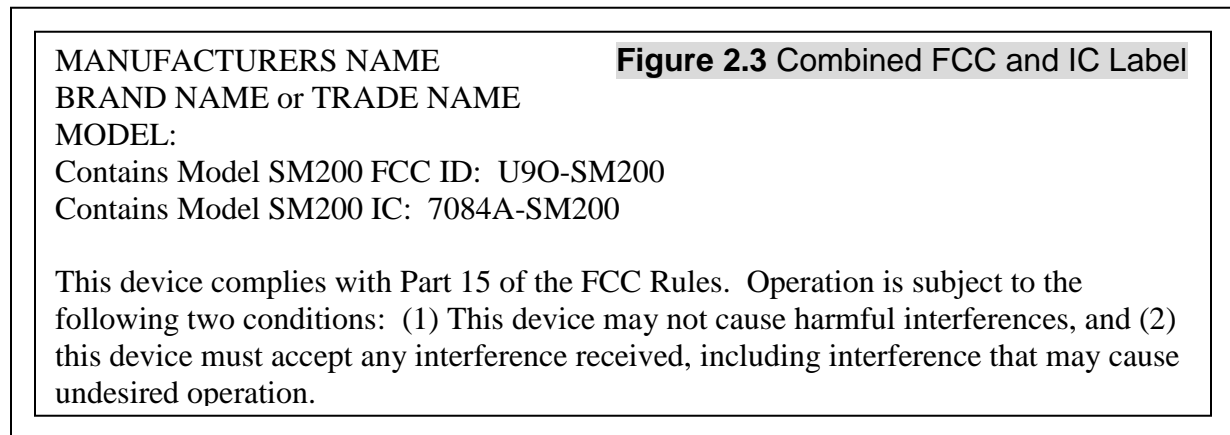 MANUFACTURERS NAME Figure 2.3 Combined FCC and IC Label
BRAND NAME or TRADE NAME
MODEL:
Contains Model SM200 FCC ID: U9O-SM200
Contains Model SM200 IC: 7084A-SM200
This device complies with Part 15 of the FCC Rules. Operation is subject to the
following two conditions: (1) This device may not cause harmful interferences, and (2)
this device must accept any interference received, including interference that may cause
undesired operation.